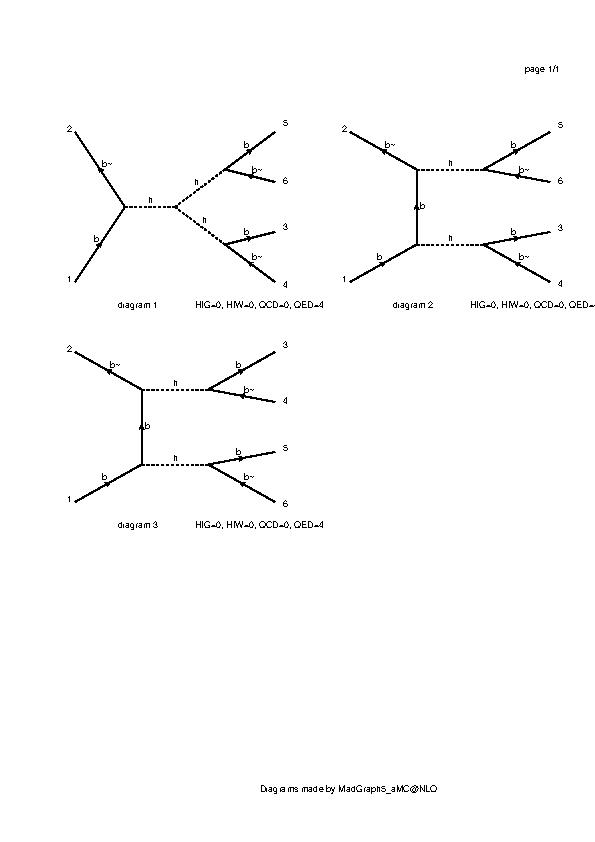 page 1/1
2
b~
b
1
h
h
h
b
b~
b
b~
5
6
3
4
diagram 1 HIG=0, HIW=0, QCD=0, QED=4
2
b~
b
b
1
h
h
b
b~
b
b~
5
6
3
4
diagram 2 HIG=0, HIW=0, QCD=0, QED=
2
b~
b
b
1
h
h
b
b~
b
b~
3
4
5
6
diagram 3 HIG=0, HIW=0, QCD=0, QED=4
Diagrams made by MadGraph5_aMC@NLO